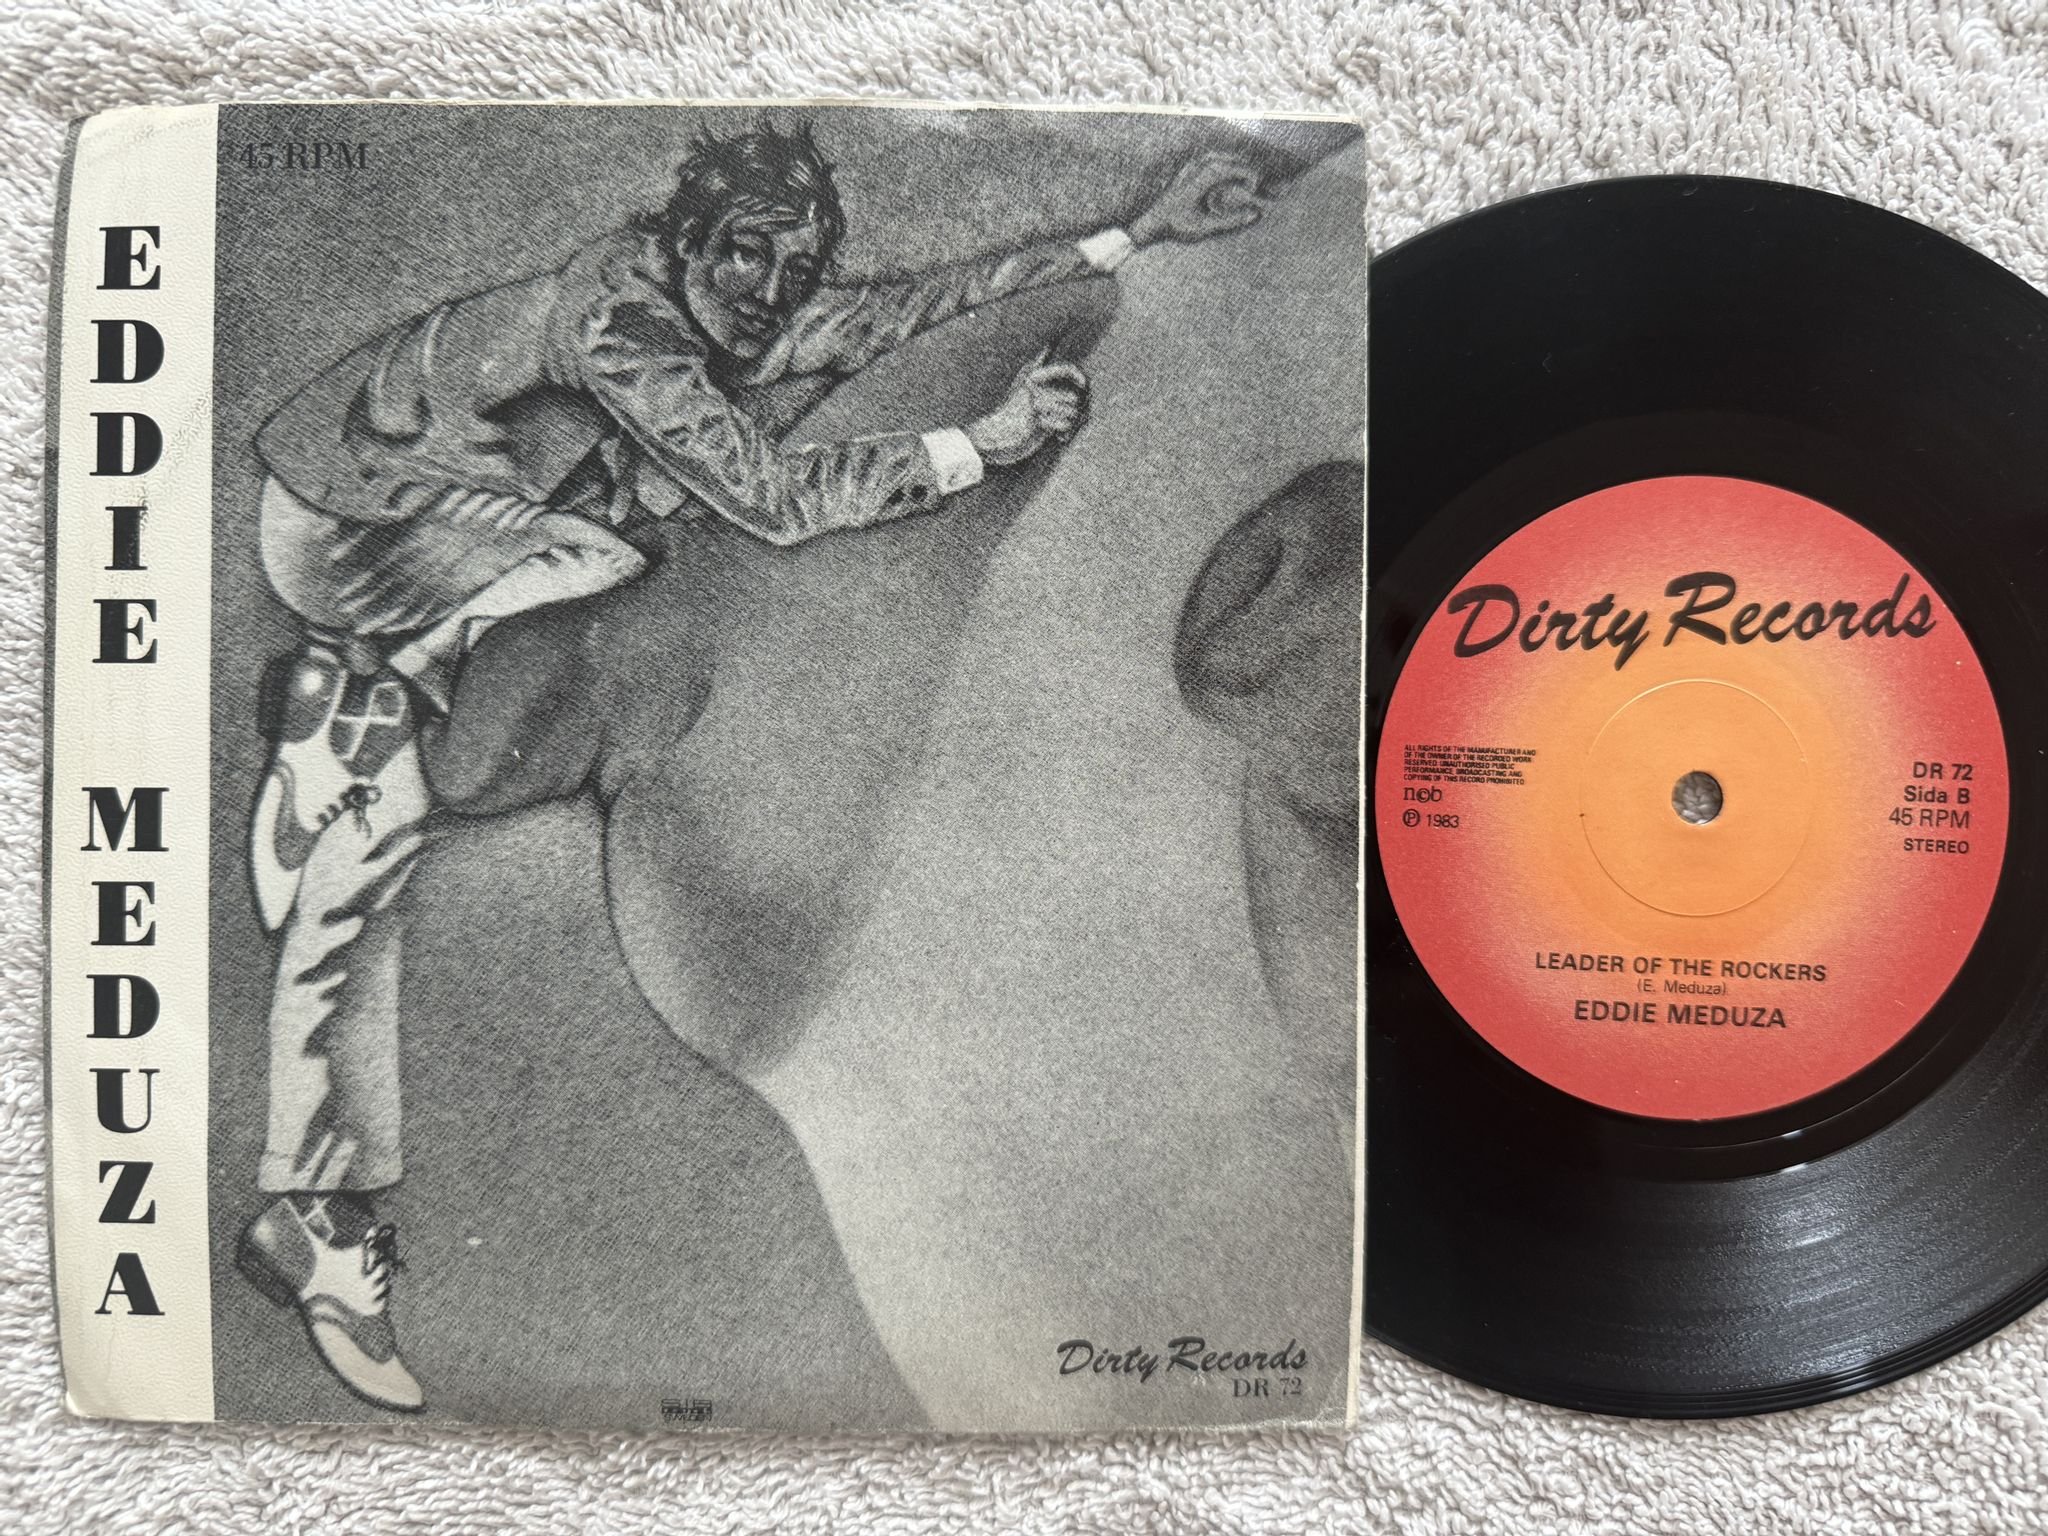 45 RPM
EDDIE MEDUZA
Dirty Records
DR 72
SWEDEN
Dirty Records
ALL RIGHTS OF THE MANUFACTURER AND
OF THE OWNER OF THE RECORDED WORK
RESERVED. UNAUTHORISED PUBLIC
PERFORMANCE, BROADCASTING AND
COPYING OF THIS RECORD PROHIBITED
n©b
℗ 1983
DR 72
Sida B
45 RPM
STEREO
LEADER OF THE ROCKERS
(E. Meduza)
EDDIE MEDUZA